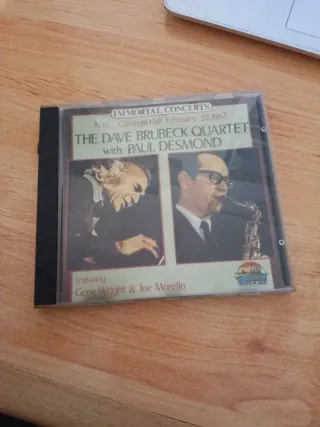 IMMORTAL CONCERTS
N.Y.C. Carnegie Hall February 22, 1963
THE DAVE BRUBECK QUARTET
with PAUL DESMOND
featuring
Gene Wright & Joe Morello